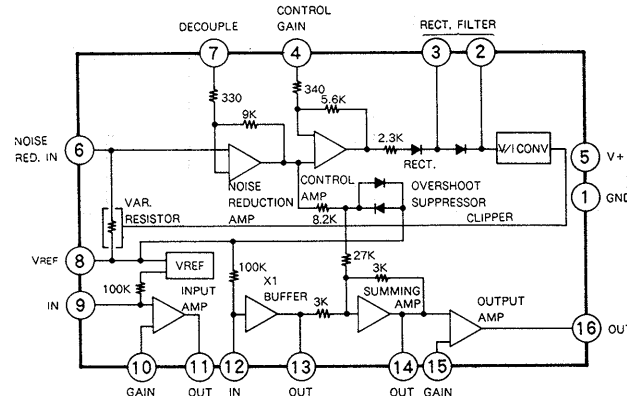 DECOUPLE
CONTROL
GAIN
RECT. FILTER
7
4
3
2
330
340
9K
5.6K
2.3K
RECT.
V/I CONV
NOISE
RED. IN
6
5
V+
NOISE
REDUCTION
AMP
CONTROL
AMP
8.2K
OVERSHOOT
SUPPRESSOR
1
GND
VAR.
RESISTOR
CLIPPER
VREF
8
VREF
27K
100K
X1
BUFFER
3K
IN
9
100K
INPUT
AMP
3K
SUMMING
AMP
OUTPUT
AMP
16
OUT
10
11
12
13
14
15
GAIN
OUT
IN
OUT
OUT
GAIN